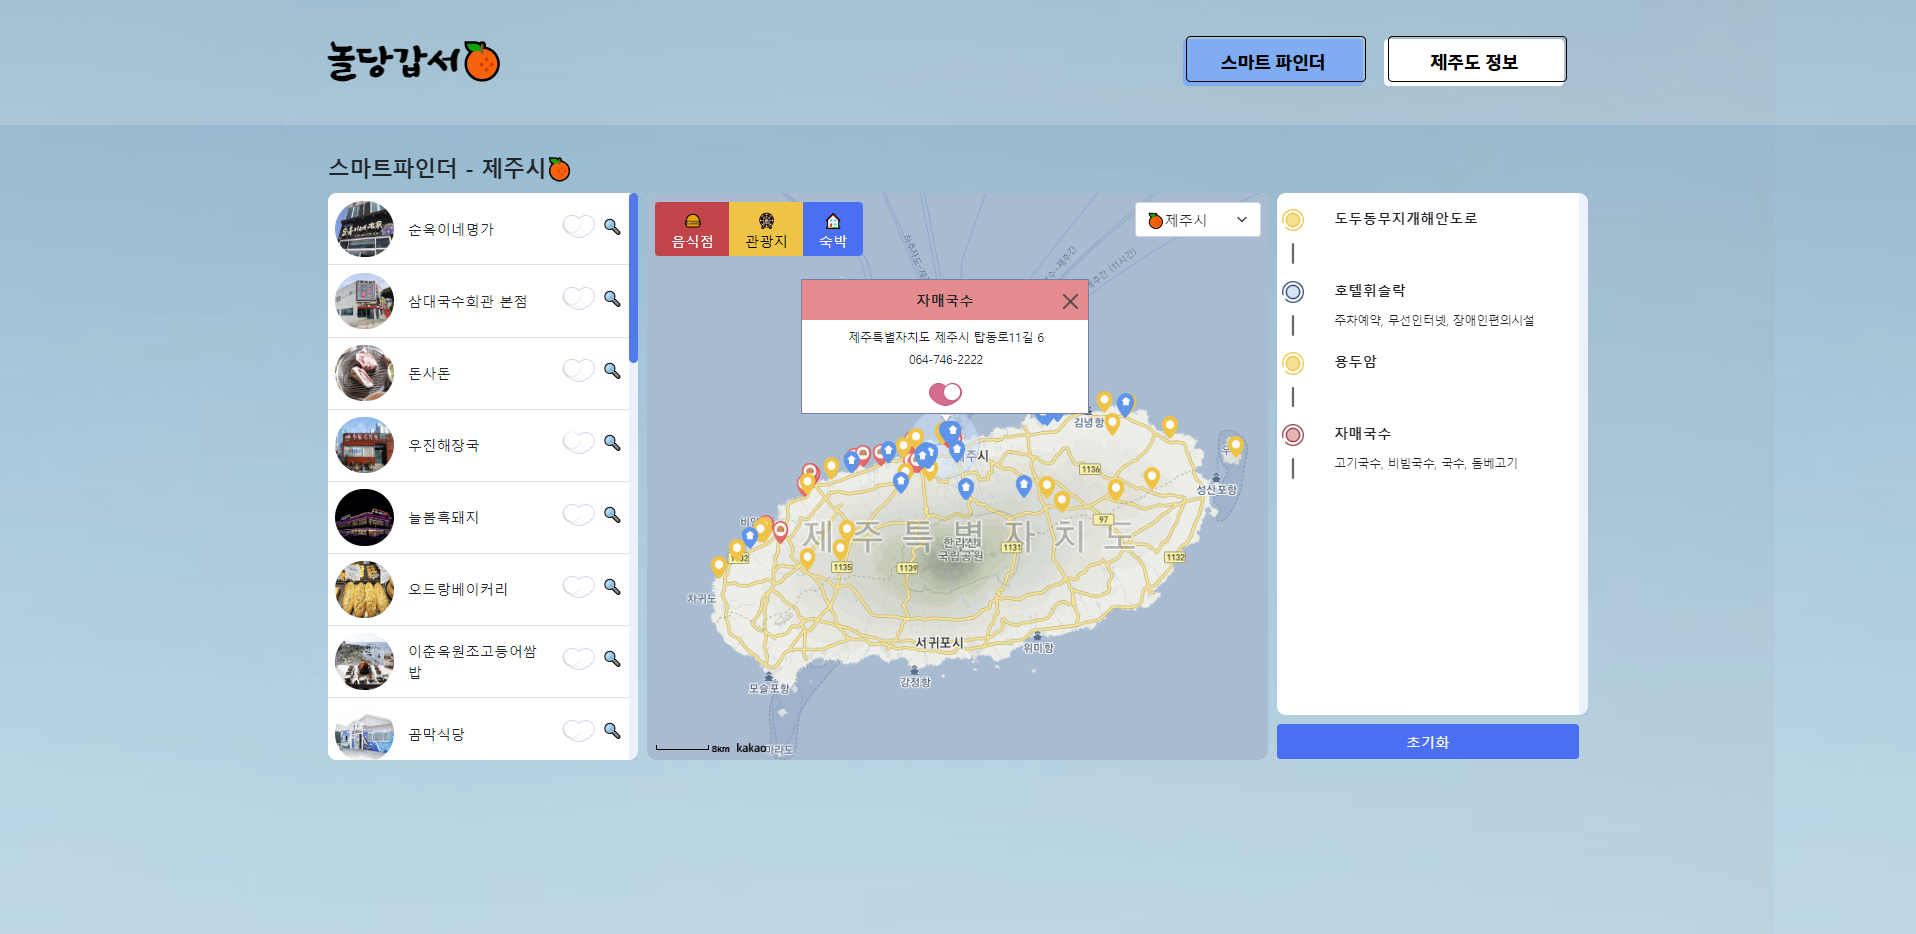 놀당갑서
스마트 파인더
제주도 정보
스마트파인더 - 제주시
순옥이네명가
삼대국수회관 본점
돈사돈
우진해장국
늘봄흑돼지
오드랑베이커리
이춘옥원조고등어쌈
밥
곰막식당
음식점
관광지
숙박
제주시
자매국수
제주특별자치도 제주시 탑동로11길 6
064-746-2222
김녕항
제주시
1136
성산포항
97
제주특별자치도
한라산
국립공원
1131
1132
1132
1135
1139
차귀도
서귀포시
위미항
강정항
모슬포항
8km
kakao
마라도
도두동무지개해안도로
호텔휘슬락
주차예약, 무선인터넷, 장애인편의시설
용두암
자매국수
고기국수, 비빔국수, 국수, 돔베고기
초기화